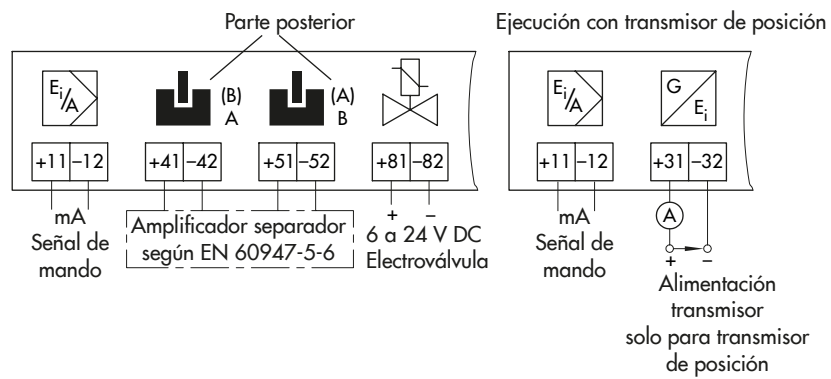 Parte posterior
Ejecución con transmisor de posición
Ei/A
(B)
A
(A)
B
Ei/A
G
Ei
+11 –12
+41 –42
+51 –52
+81 –82
+11 –12
+31 –32
mA
Señal de
mando
Amplificador separador
según EN 60947-5-6
+ –
6 a 24 V DC
Electroválvula
mA
Señal de
mando
A
+ –
Alimentación
transmisor
solo para transmisor
de posición